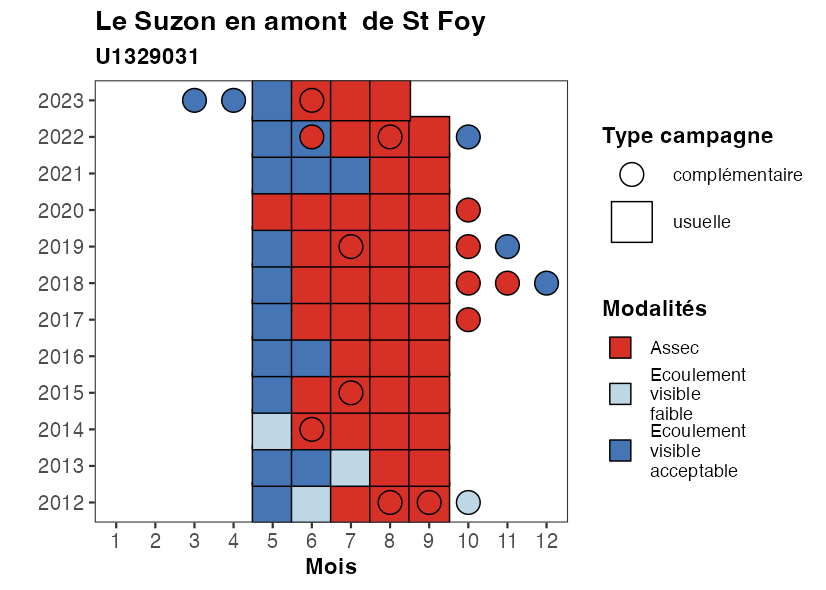 Le Suzon en amont  de St Foy
U1329031
2023
2022
2021
2020
2019
2018
2017
2016
2015
2014
2013
2012
1 2 3 4 5 6 7 8 9 10 11 12
Mois
Type campagne
complémentaire
usuelle
Modalités
Assec
Ecoulement
visible
faible
Ecoulement
visible
acceptable